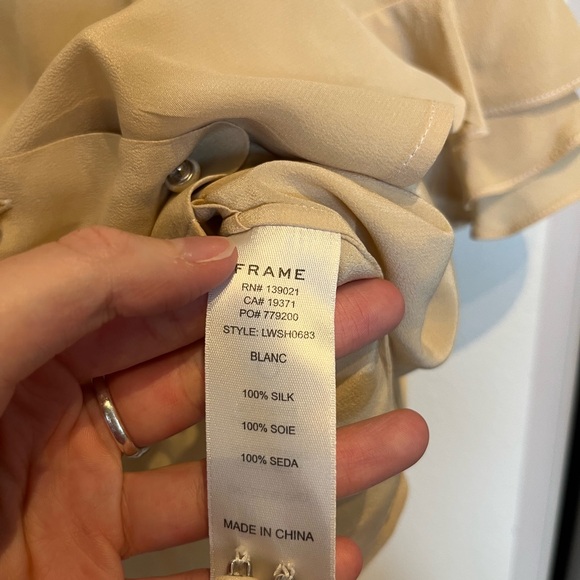 FRAME
RN# 139021
CA# 19371
PO# 779200
STYLE: LWSH0683
BLANC
100% SILK
100% SOIE
100% SEDA
MADE IN CHINA